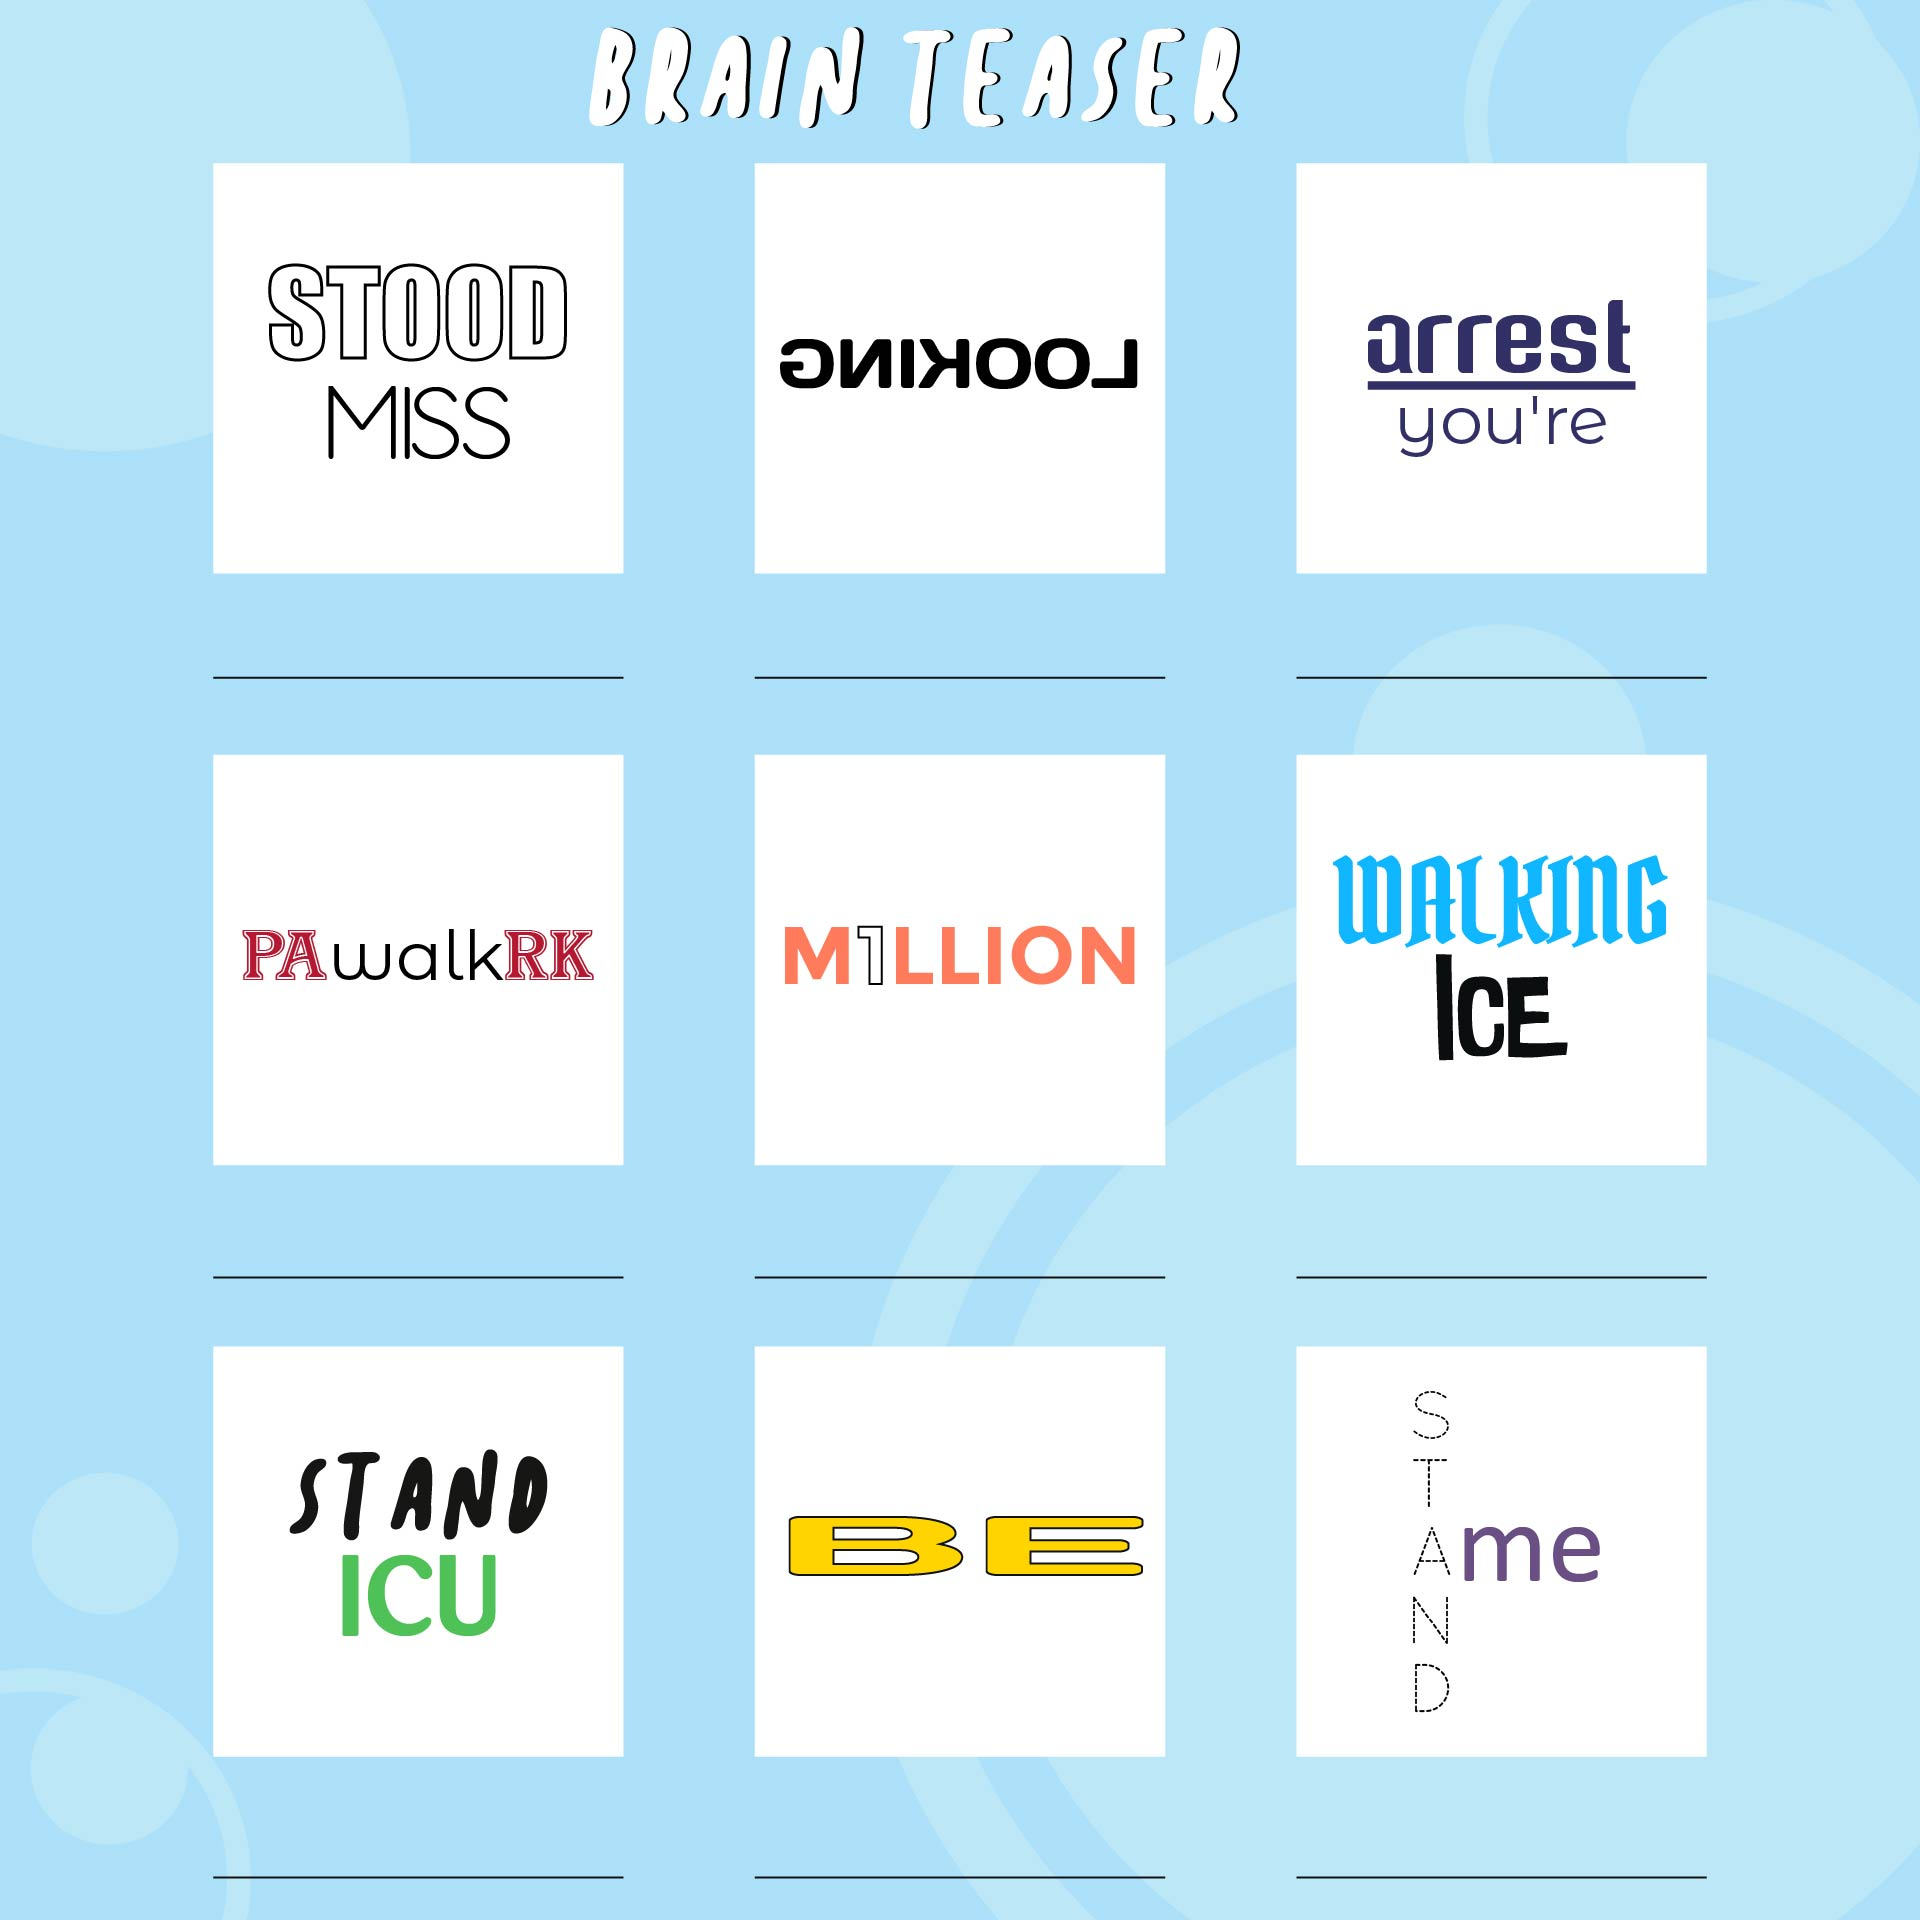 BRAIN TEASER
STOOD
MISS
LOOKING
arrest
you're
PAwalkRK
M1LLION
WALKING
ICE
STAND
ICU
BE
S
T
A me
N
D